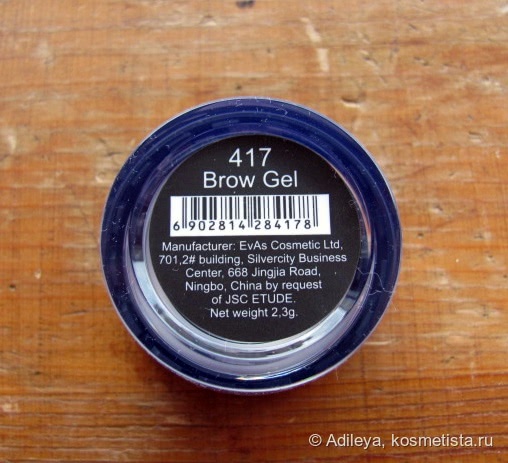 417
Brow Gel
6 902814 284178
Manufacturer: EvAs Cosmetic Ltd,
701,2# building, Silvercity Business
Center, 668 Jingjia Road,
Ningbo, China by request
of JSC ETUDE.
Net weight 2,3g.
© Adileya, kosmetista.ru